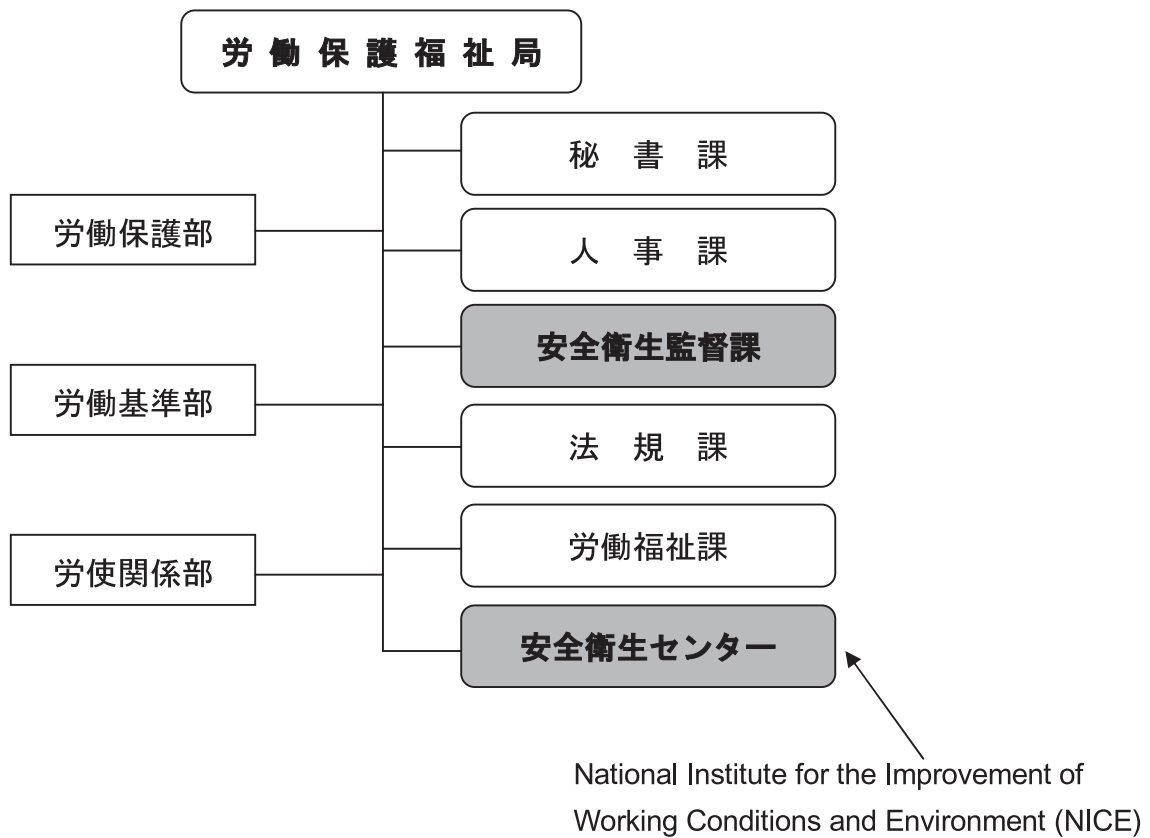 労働保護福祉局
秘書課
労働保護部
人事課
安全衛生監督課
労働基準部
法規課
労働福祉課
労使関係部
安全衛生センター
National Institute for the Improvement of
Working Conditions and Environment (NICE)